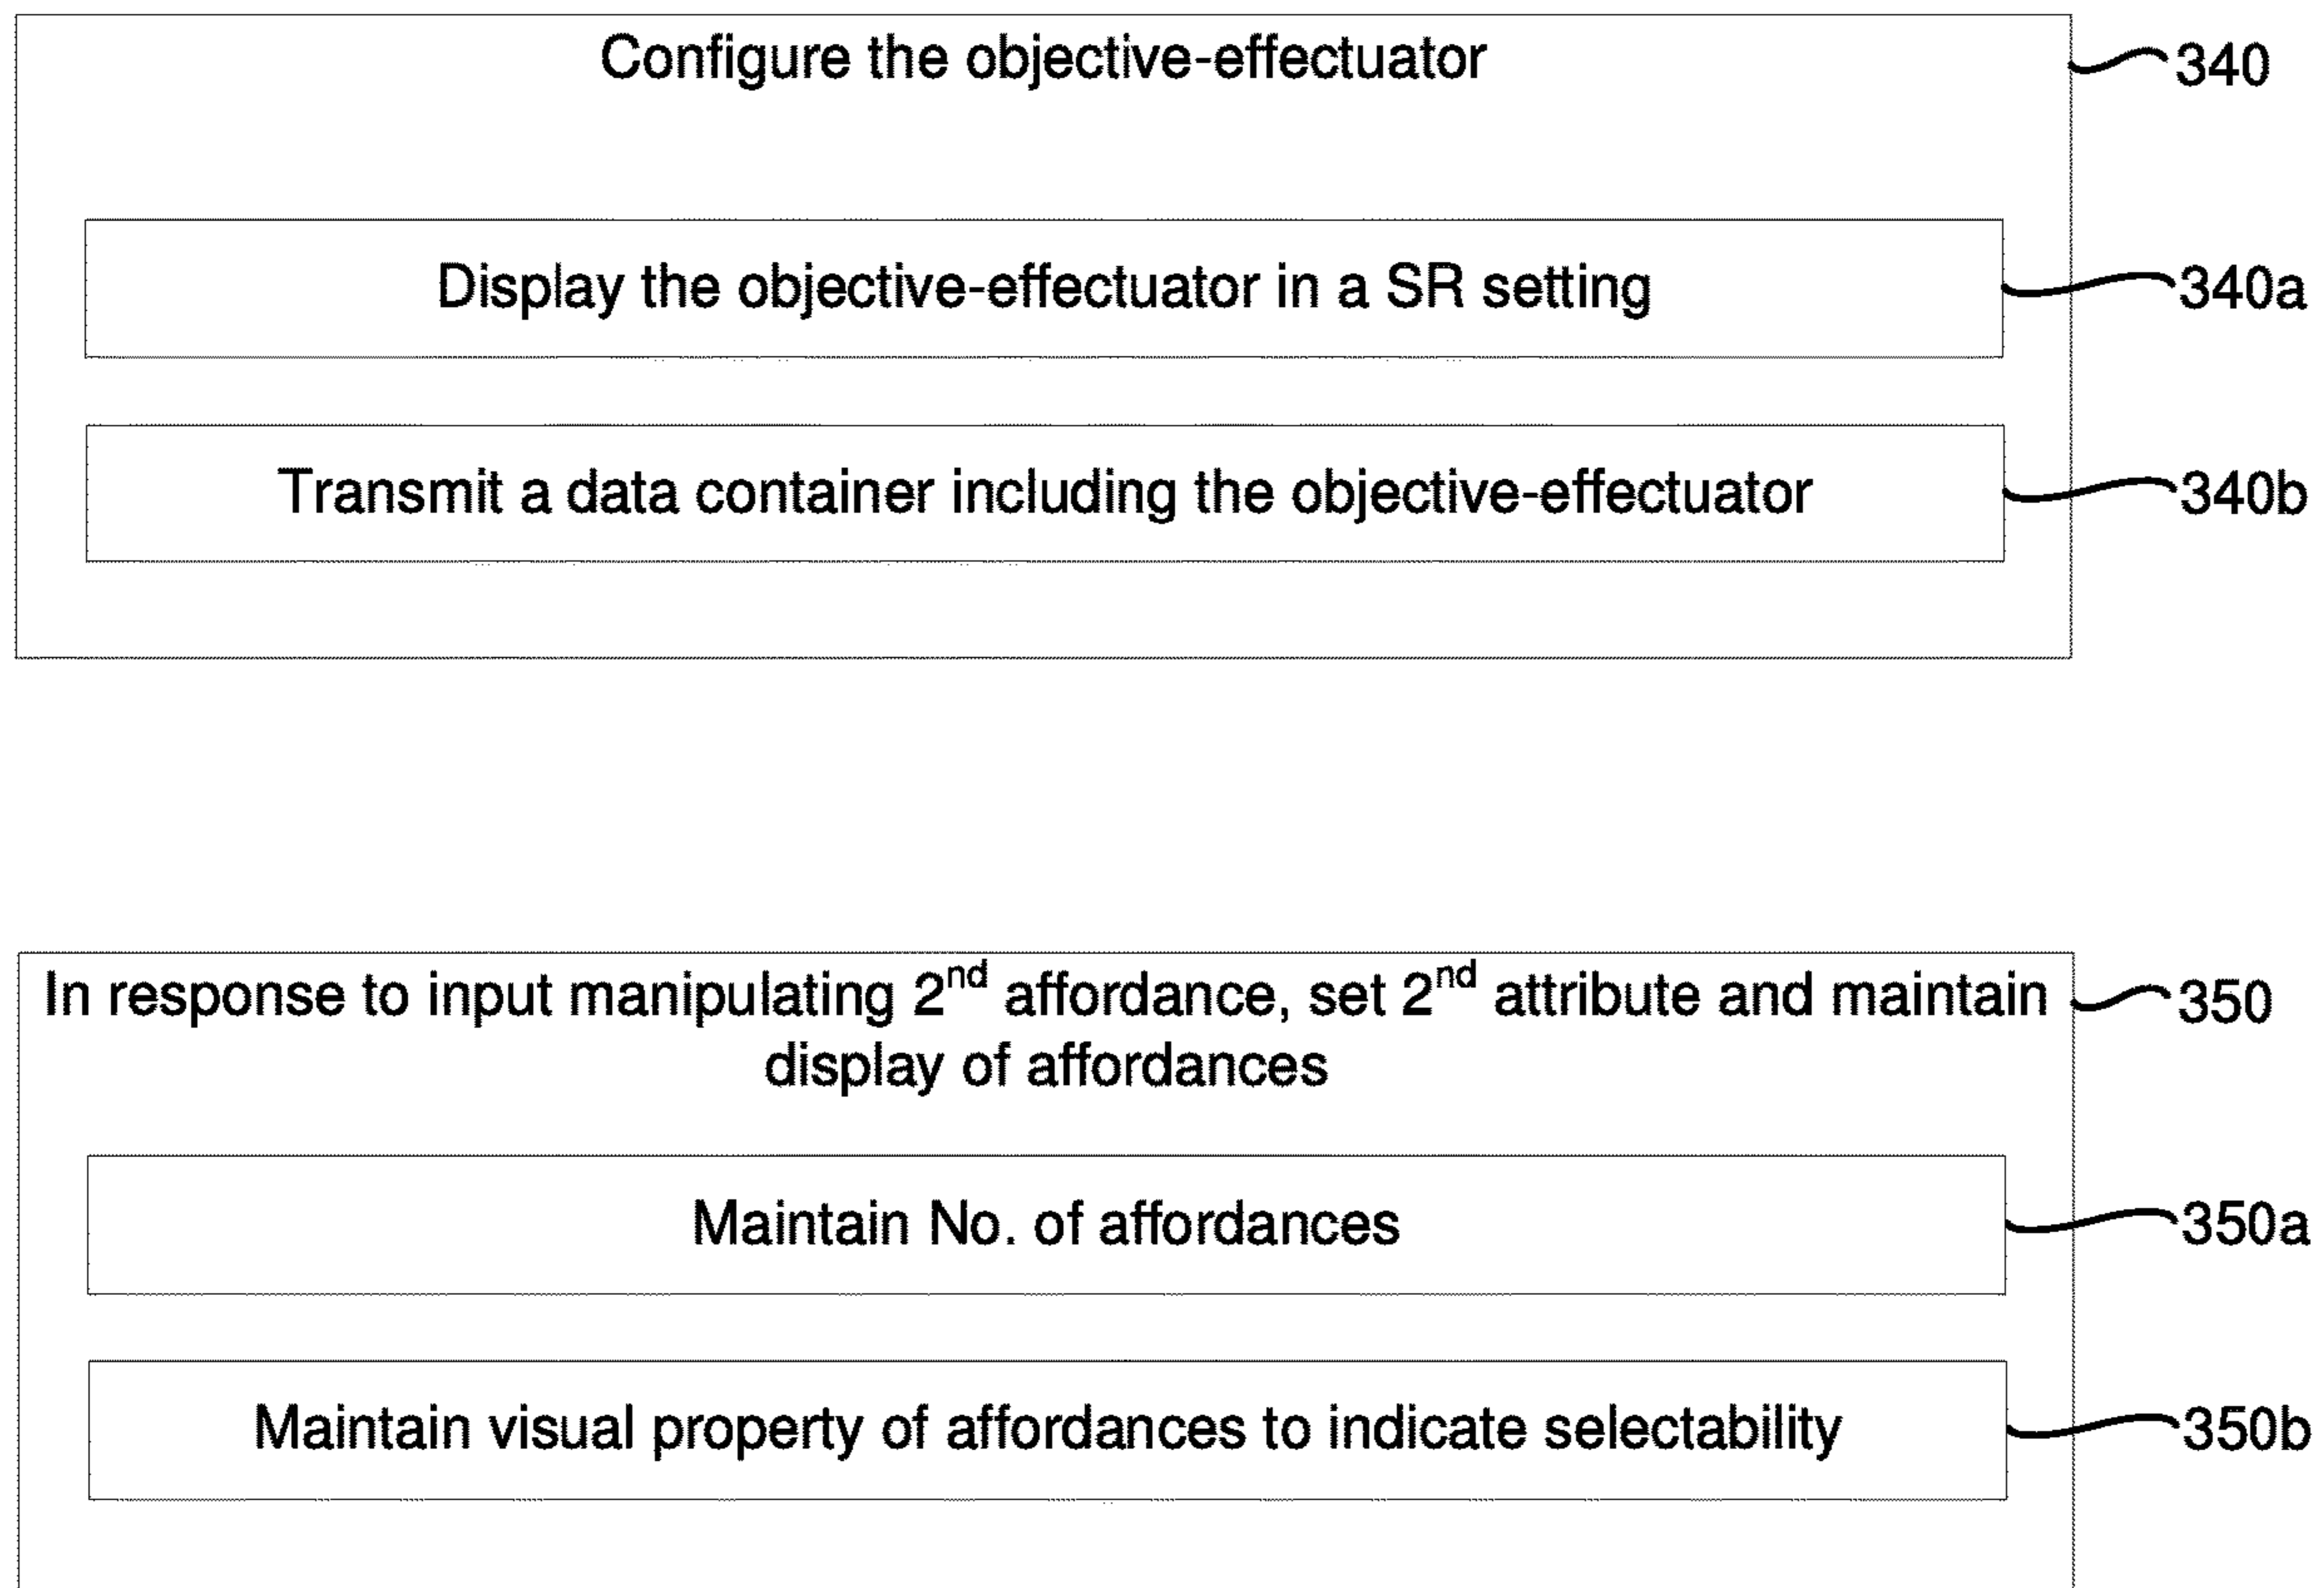 Configure the objective-effectuator
340
Display the objective-effectuator in a SR setting
340a
Transmit a data container including the objective-effectuator
340b
In response to input manipulating 2nd affordance, set 2nd attribute and maintain
display of affordances
350
Maintain No. of affordances
350a
Maintain visual property of affordances to indicate selectability
350b